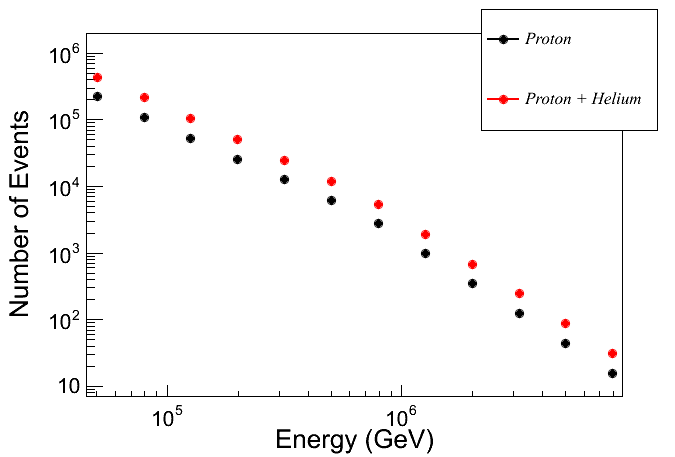 Proton
Proton + Helium
10^6
10^5
10^4
10^3
10^2
10
Number of Events
10^5
10^6
Energy (GeV)